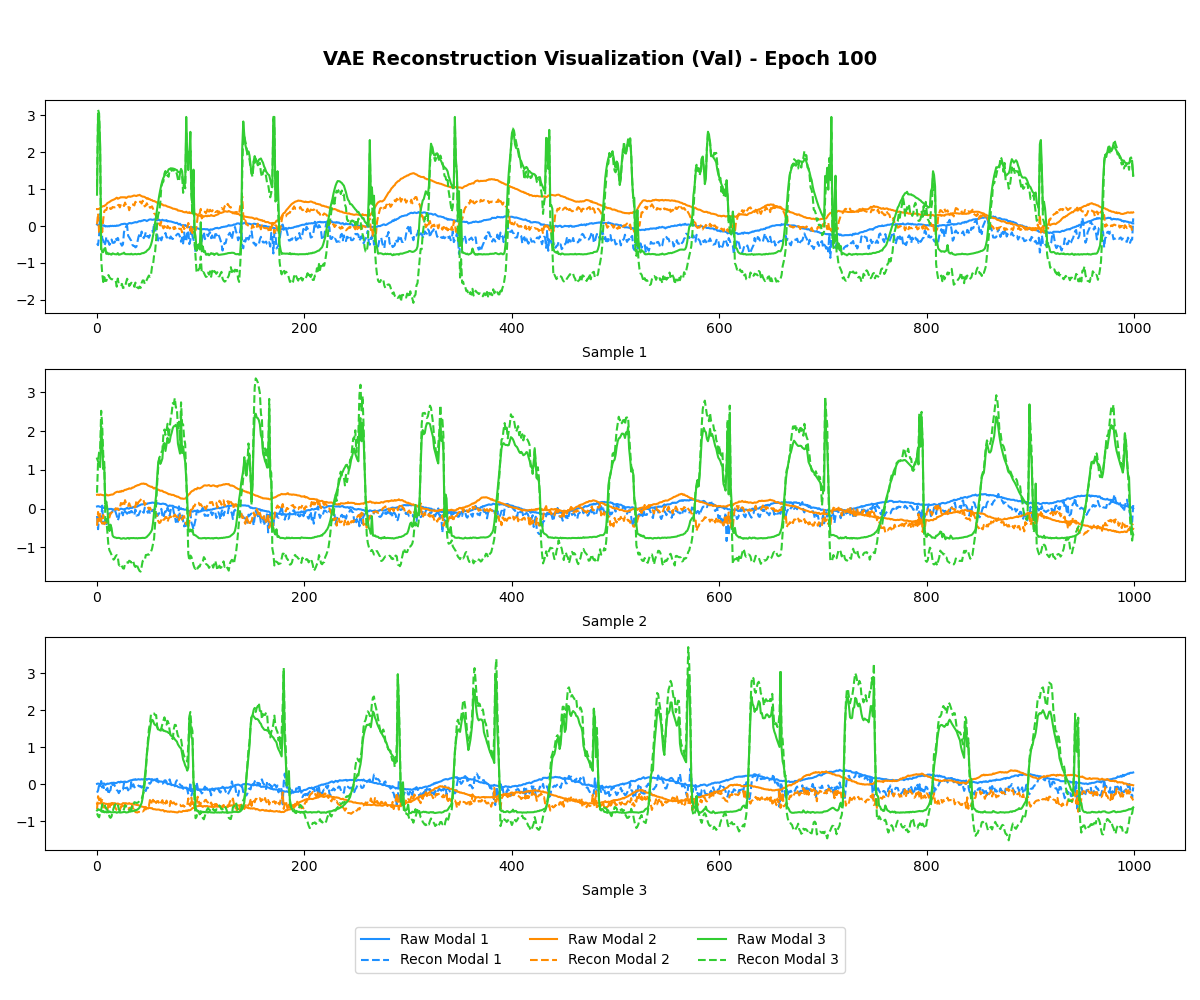 VAE Reconstruction Visualization (Val) - Epoch 100
3
2
1
0
−1
−2
0 200 400 600 800 1000
Sample 1
3
2
1
0
−1
0 200 400 600 800 1000
Sample 2
3
2
1
0
−1
0 200 400 600 800 1000
Sample 3
Raw Modal 1 Raw Modal 2 Raw Modal 3
Recon Modal 1 Recon Modal 2 Recon Modal 3